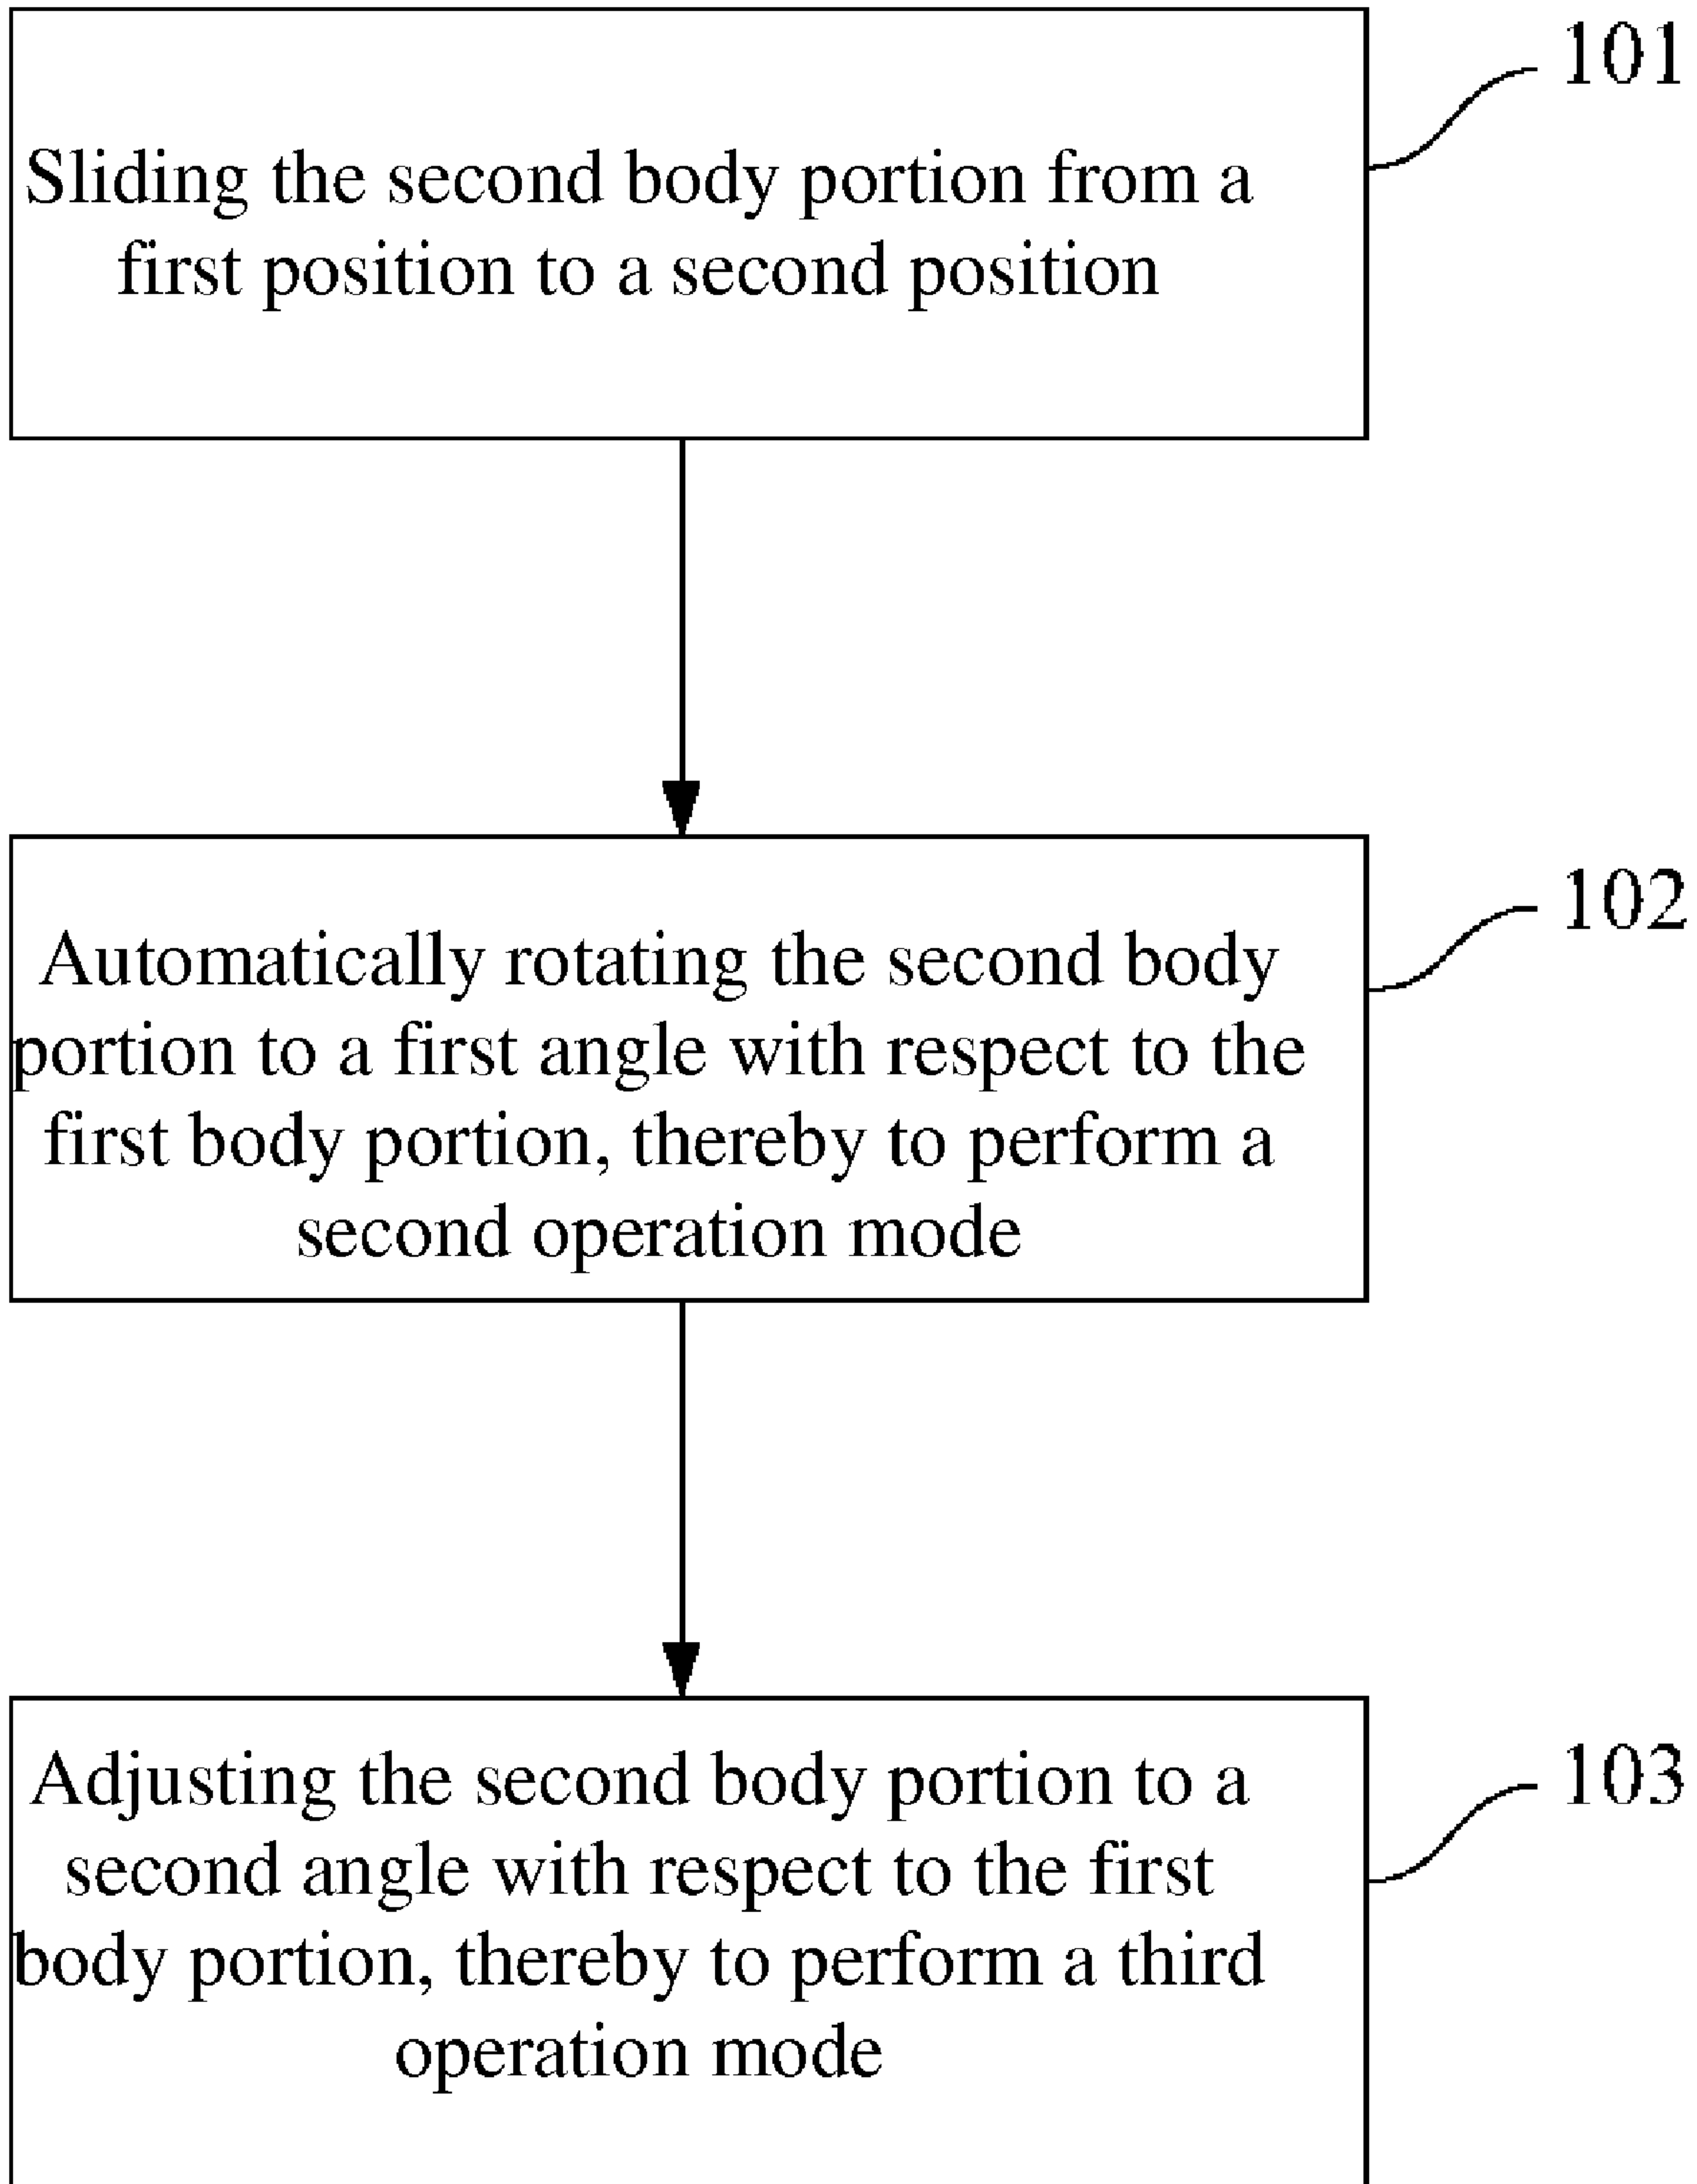 101
Sliding the second body portion from a
first position to a second position
102
Automatically rotating the second body
portion to a first angle with respect to the
first body portion, thereby to perform a
second operation mode
103
Adjusting the second body portion to a
second angle with respect to the first
body portion, thereby to perform a third
operation mode